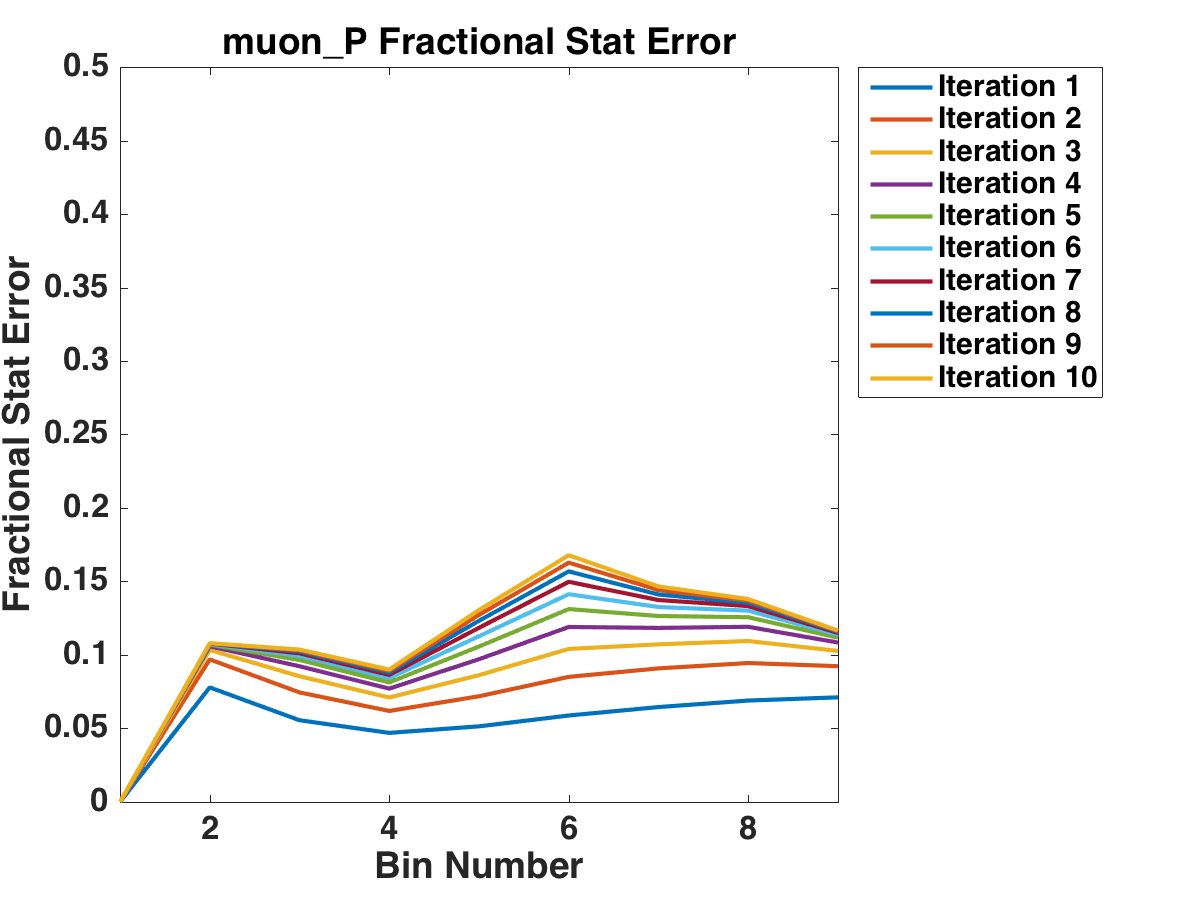 muon_P Fractional Stat Error
0.5
0.45
0.4
0.35
0.3
0.25
0.2
0.15
0.1
0.05
0
Fractional Stat Error
2 4 6 8
Bin Number
Iteration 1
Iteration 2
Iteration 3
Iteration 4
Iteration 5
Iteration 6
Iteration 7
Iteration 8
Iteration 9
Iteration 10